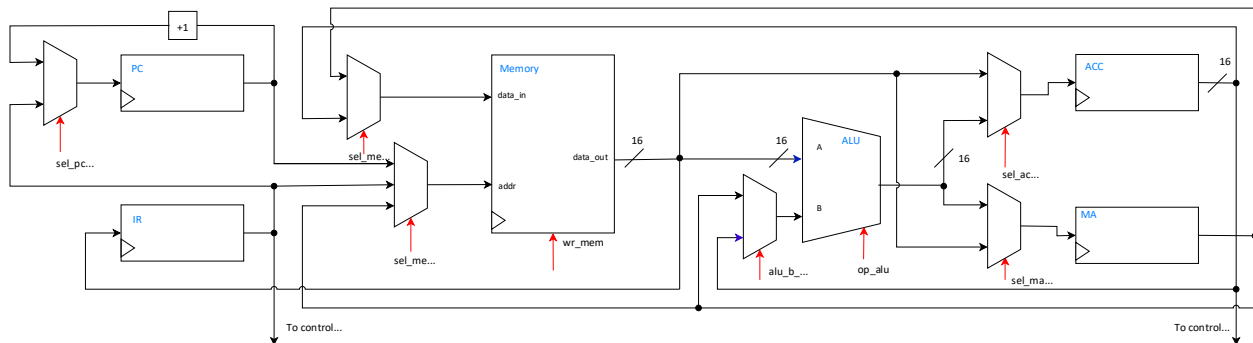 +1
PC
sel_pc...
IR
To control...
sel_me...
sel_me...
Memory
data_in
data_out
addr
wr_mem
16
16
ALU
A
B
alu_b_...
op_alu
16
sel_ac...
ACC
16
sel_ma...
MA
To control...